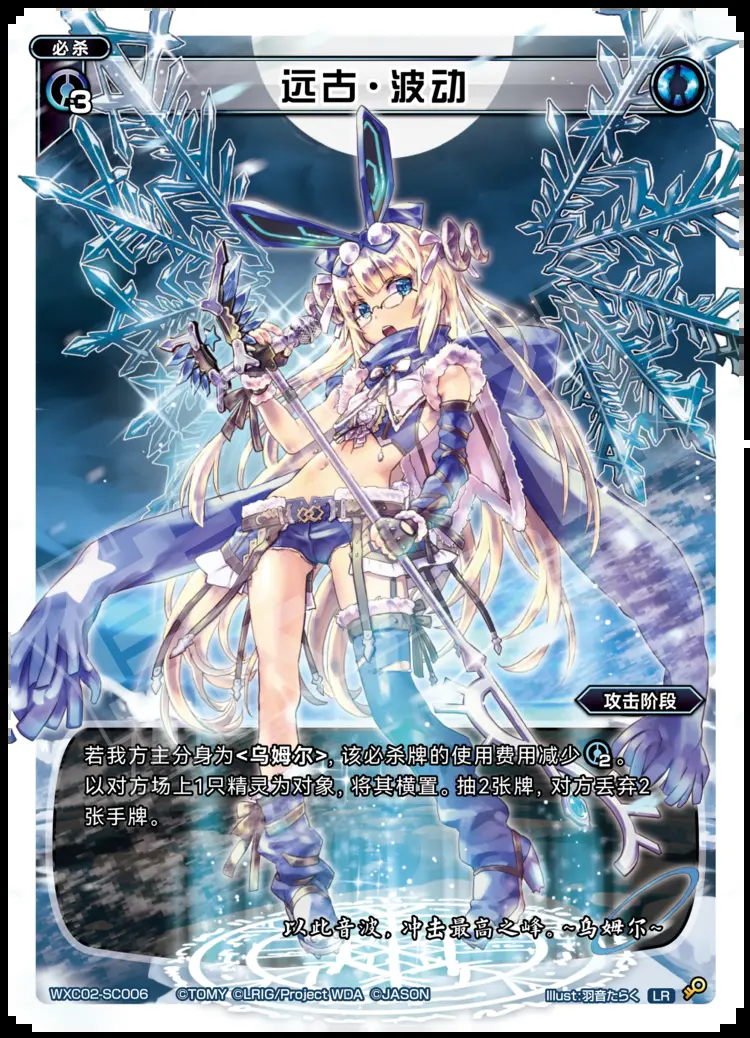 必杀
远古·波动
3
攻击阶段
若我方主分身为<乌姆尔>，该必杀牌的使用费用减少2。
以对方场上1只精灵为对象，将其横置。抽2张牌，对方丢弃2
张手牌。
以此音波，冲击最高之峰。~乌姆尔~
WXC02-SC006 ©TOMY ©LRIG/Project WDA ©JASON Illust:羽音たらく LR